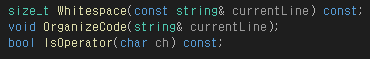 size_t Whitespace(const string& currentLine) const;
void OrganizeCode(string& currentLine);
bool IsOperator(char ch) const;